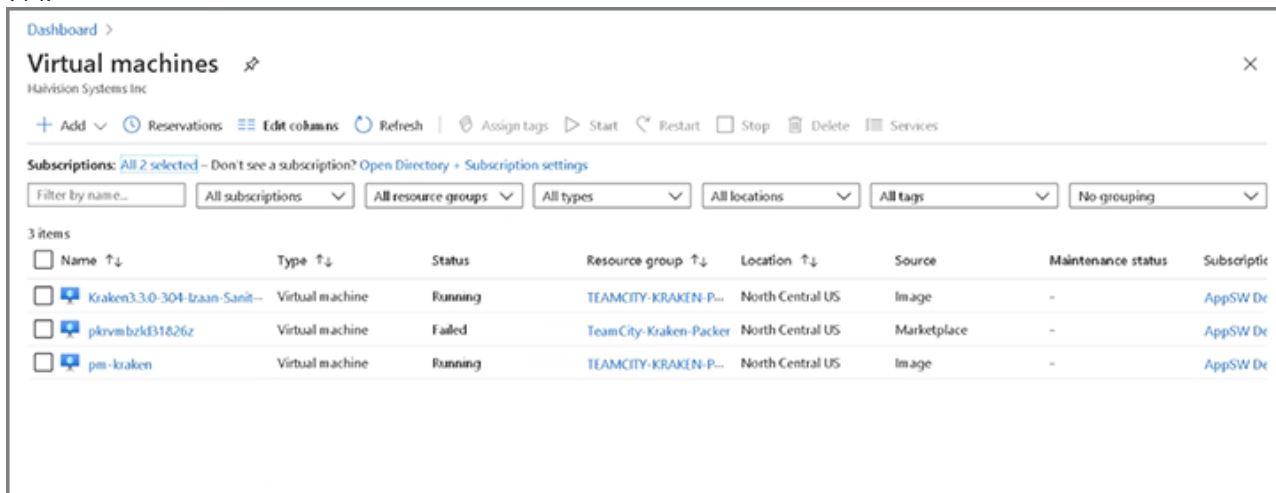 Dashboard >
Virtual machines
Haivision Systems Inc
+ Add Reservations Edit columns Refresh Assign tags Start Restart Stop Delete Services
Subscriptions: All 2 selected – Don't see a subscription? Open Directory + Subscription settings
Filter by name... All subscriptions All resource groups All types All locations All tags No grouping
3 items
Name ↑↓ Type ↑↓ Status Resource group ↑↓ Location ↑↓ Source Maintenance status Subscriptic
Kraken3.3.0-304-Izaan-Sanit-- Virtual machine Running TEAMCITY-KRAKEN-P... North Central US Image -  AppSW De
pkrvmbzkl31826z Virtual machine Failed TeamCity-Kraken-Packer North Central US Marketplace - AppSW De
pm-kraken Virtual machine Running TEAMCITY-KRAKEN-P... North Central US Image - AppSW De